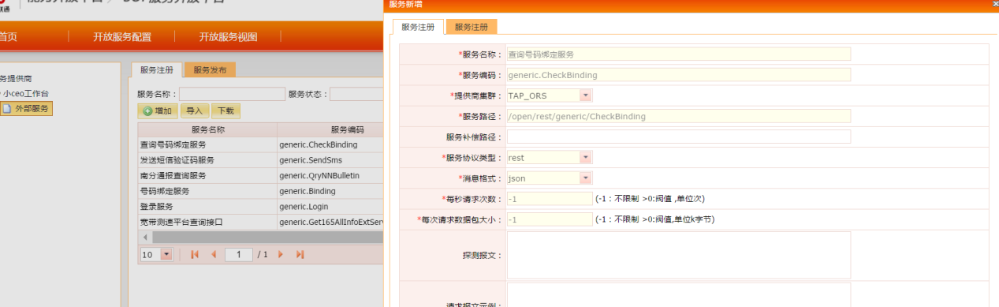 服务新增
联通
首页
开放服务配置
开放服务视图
服务提供商
小ceo工作台
外部服务
服务注册
服务发布
服务名称：
服务状态：
增加
导入
下载
服务名称
服务编码
查询号码绑定服务
generic.CheckBinding
发送短信验证码服务
generic.SendSms
南分通报查询服务
generic.QryNNBulletin
号码绑定服务
generic.Binding
登录服务
generic.Login
宽带测速平台查询接口
generic.Get165AllInfoExtSer
10
1
/ 1
服务注册
服务注册
*服务名称：
查询号码绑定服务
*服务编码：
generic.CheckBinding
*提供商集群：
TAP_ORS
*服务路径：
/open/rest/generic/CheckBinding
服务补偿路径：
*服务协议类型：
rest
*消息格式：
json
*每秒请求次数：
-1
(-1：不限制 >0:阀值 ,单位次)
*每次请求数据包大小：
-1
(-1：不限制 >0:阀值,单位k字节)
探测报文：
请求报文示例：